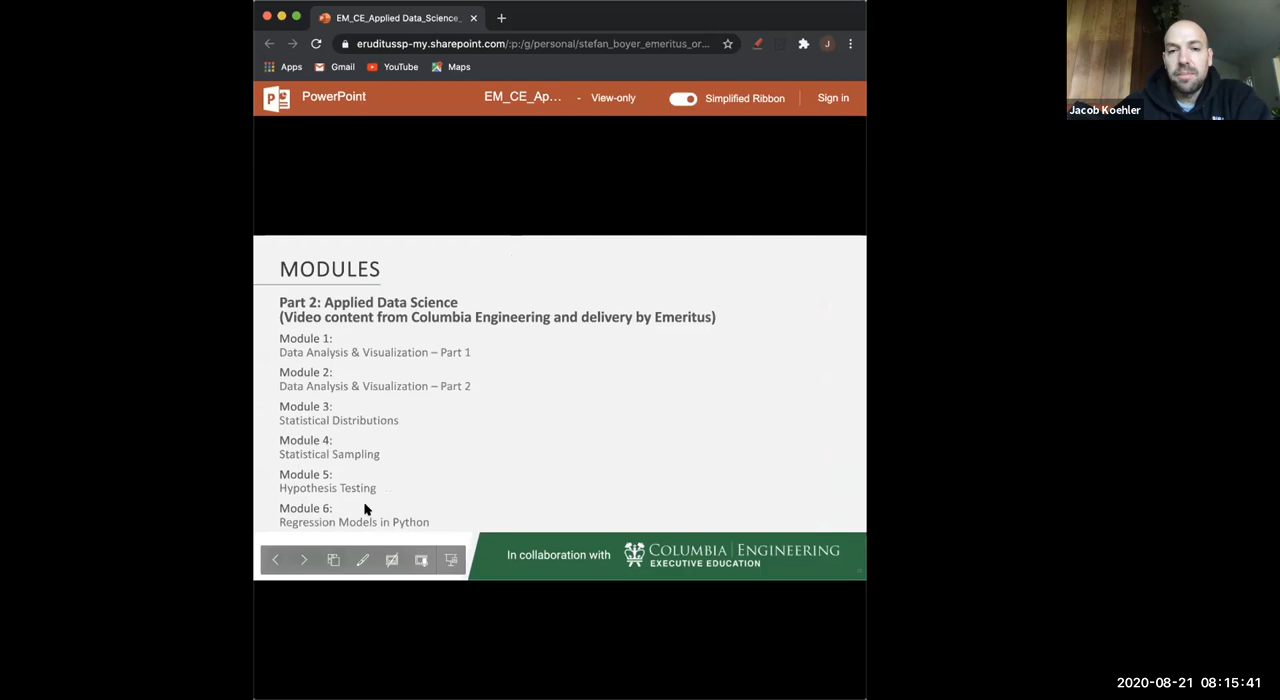 EM_CE_Applied Data_Science_
eruditussp-my.sharepoint.com/:p:/g/personal/stefan_boyer_emeritus_or...
J
Apps Gmail YouTube Maps
PowerPoint EM_CE_Ap... - View-only Simplified Ribbon Sign in
Jacob Koehler
MODULES
Part 2: Applied Data Science
(Video content from Columbia Engineering and delivery by Emeritus)
Module 1:
Data Analysis & Visualization – Part 1
Module 2:
Data Analysis & Visualization – Part 2
Module 3:
Statistical Distributions
Module 4:
Statistical Sampling
Module 5:
Hypothesis Testing
Module 6:
Regression Models in Python
In collaboration with COLUMBIA | ENGINEERING
EXECUTIVE EDUCATION
2020-08-21 08:15:41